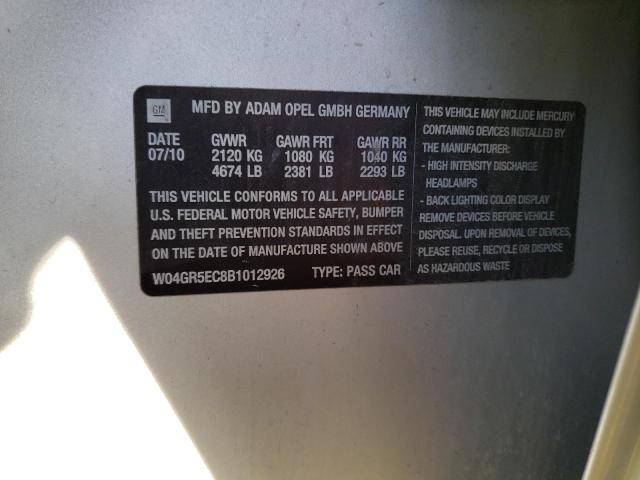 GM
MFD BY ADAM OPEL GMBH GERMANY
DATE GVWR GAWR FRT GAWR RR
07/10 2120 KG 1080 KG 1040 KG
4674 LB 2381 LB 2293 LB
THIS VEHICLE CONFORMS TO ALL APPLICABLE
U.S. FEDERAL MOTOR VEHICLE SAFETY, BUMPER
AND THEFT PREVENTION STANDARDS IN EFFECT
ON THE DATE OF MANUFACTURE SHOWN ABOVE
W04GR5EC8B1012926 TYPE: PASS CAR
THIS VEHICLE MAY INCLUDE MERCURY
CONTAINING DEVICES INSTALLED BY
THE MANUFACTURER:
- HIGH INTENSITY DISCHARGE
HEADLAMPS
- BACK LIGHTING COLOR DISPLAY
REMOVE DEVICES BEFORE VEHICLE
DISPOSAL. UPON REMOVAL OF DEVICES,
PLEASE REUSE, RECYCLE OR DISPOSE
AS HAZARDOUS WASTE